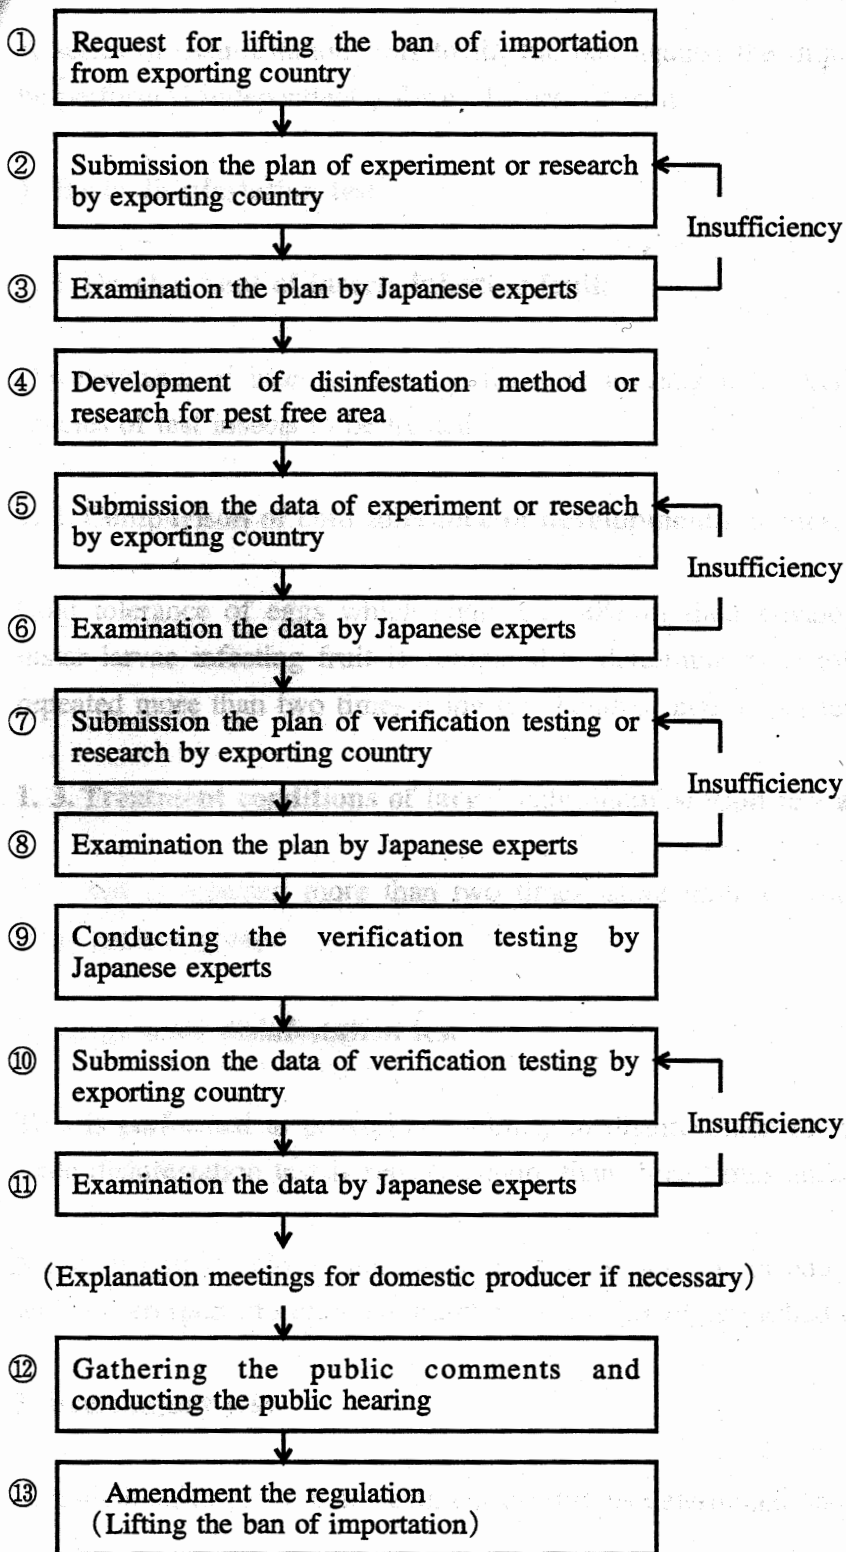 ① Request for lifting the ban of importation
from exporting country
② Submission the plan of experiment or research
by exporting country
Insufficiency
③ Examination the plan by Japanese experts
④ Development of disinfestation method or
research for pest free area
⑤ Submission the data of experiment or reseach
by exporting country
Insufficiency
⑥ Examination the data by Japanese experts
⑦ Submission the plan of verification testing or
research by exporting country
Insufficiency
⑧ Examination the plan by Japanese experts
⑨ Conducting the verification testing by
Japanese experts
⑩ Submission the data of verification testing by
exporting country
Insufficiency
⑪ Examination the data by Japanese experts
(Explanation meetings for domestic producer if necessary)
⑫ Gathering the public comments and
conducting the public hearing
⑬ Amendment the regulation
(Lifting the ban of importation)